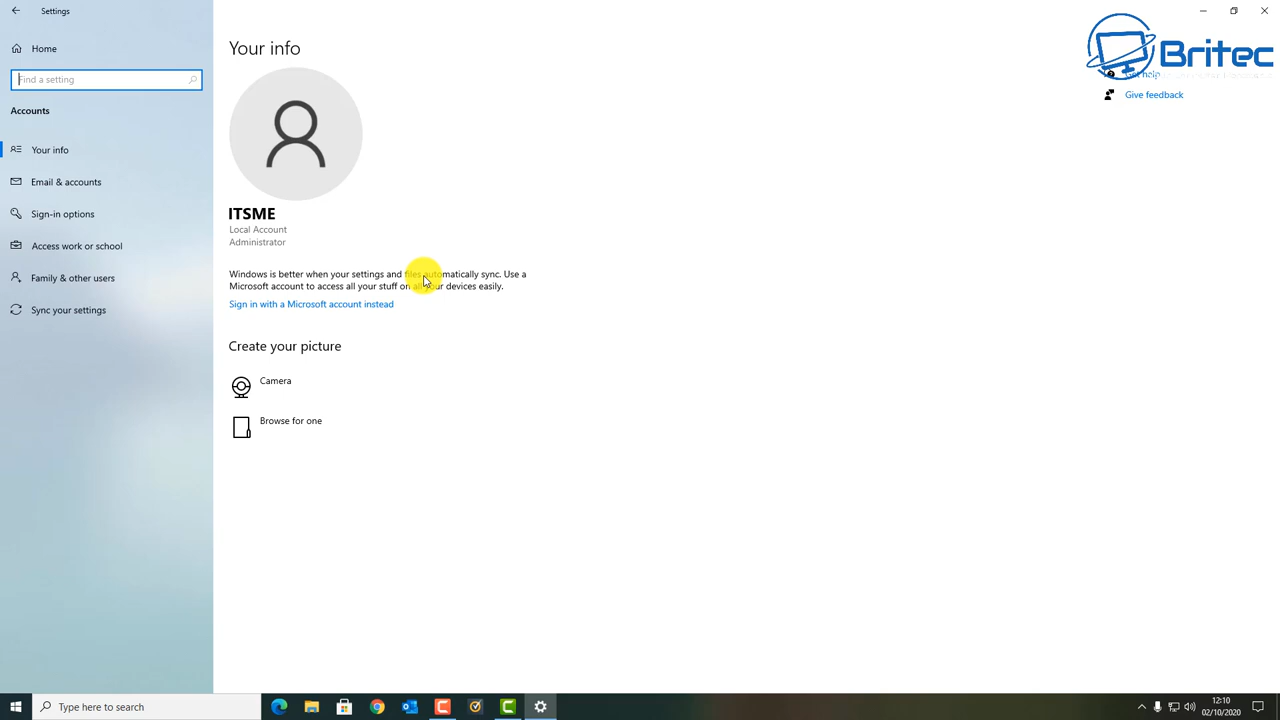 Settings
Home
Find a setting
Accounts
Your info
Email & accounts
Sign-in options
Access work or school
Family & other users
Sync your settings
Your info
ITSME
Local Account
Administrator
Windows is better when your settings and files automatically sync. Use a
Microsoft account to access all your stuff on all your devices easily.
Sign in with a Microsoft account instead
Create your picture
Camera
Browse for one
Britec
Get help
Give feedback
Type here to search
12:10
02/10/2020